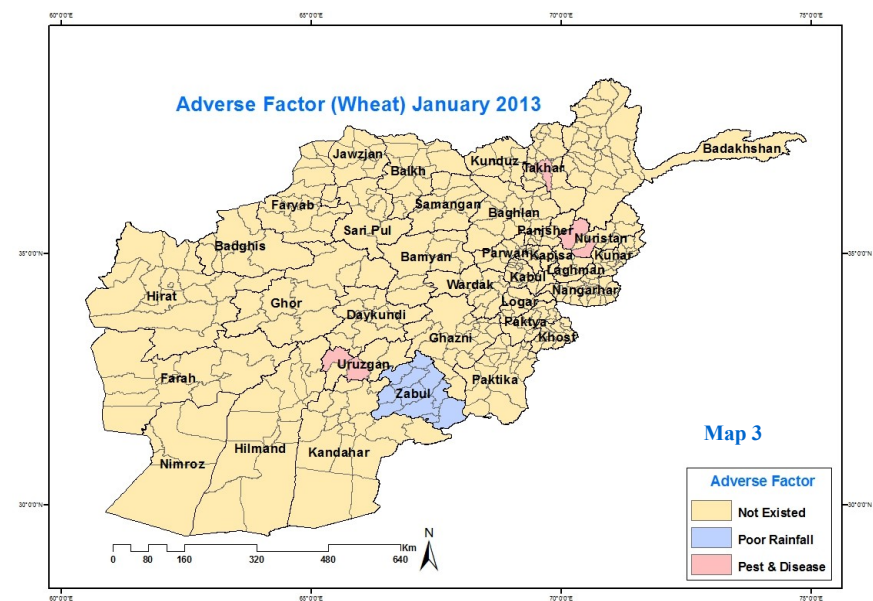 60°0'0"E 65°0'0"E 70°0'0"E 75°0'0"E
Adverse Factor (Wheat) January 2013
Badakhshan
Jawzjan
Kunduz
Takhar
Balkh
Faryab
Samangan
Baghlan
Sari Pul
Panjsher
Nuristan
Badghis
35°0'0"N 35°0'0"N
Bamyan
Parwan
Kapisa
Kunar
Laghman
Kabul
Wardak
Nangarhar
Hirat
Ghor
Logar
Daykundi
Paktya
Ghazni
Khost
Uruzgan
Farah
Paktika
Zabul
Map 3
Hilmand
Kandahar
Nimroz
Adverse Factor
30°0'0"N 30°0'0"N
Not Existed
Poor Rainfall
Pest & Disease
N
Km
0 80 160 320 480 640
60°0'0"E 65°0'0"E 70°0'0"E 75°0'0"E